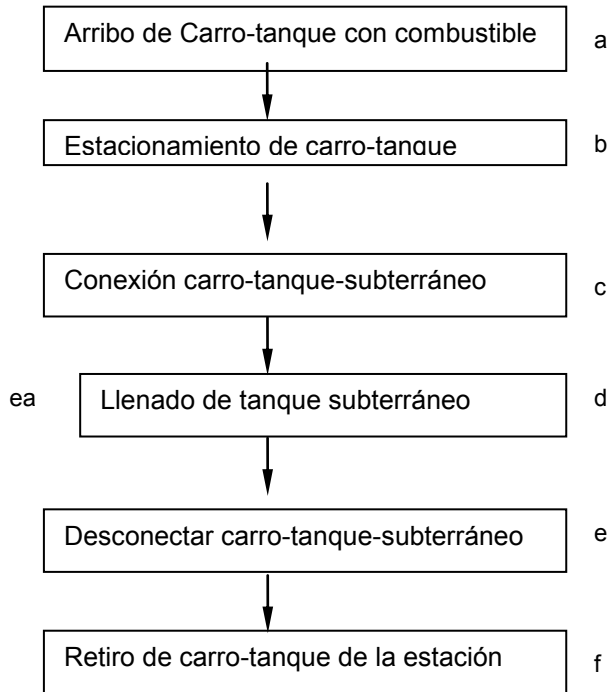 Arribo de Carro-tanque con combustible a
Estacionamiento de carro-tanque b
Conexión carro-tanque-subterráneo c
ea Llenado de tanque subterráneo d
Desconectar carro-tanque-subterráneo e
Retiro de carro-tanque de la estación f